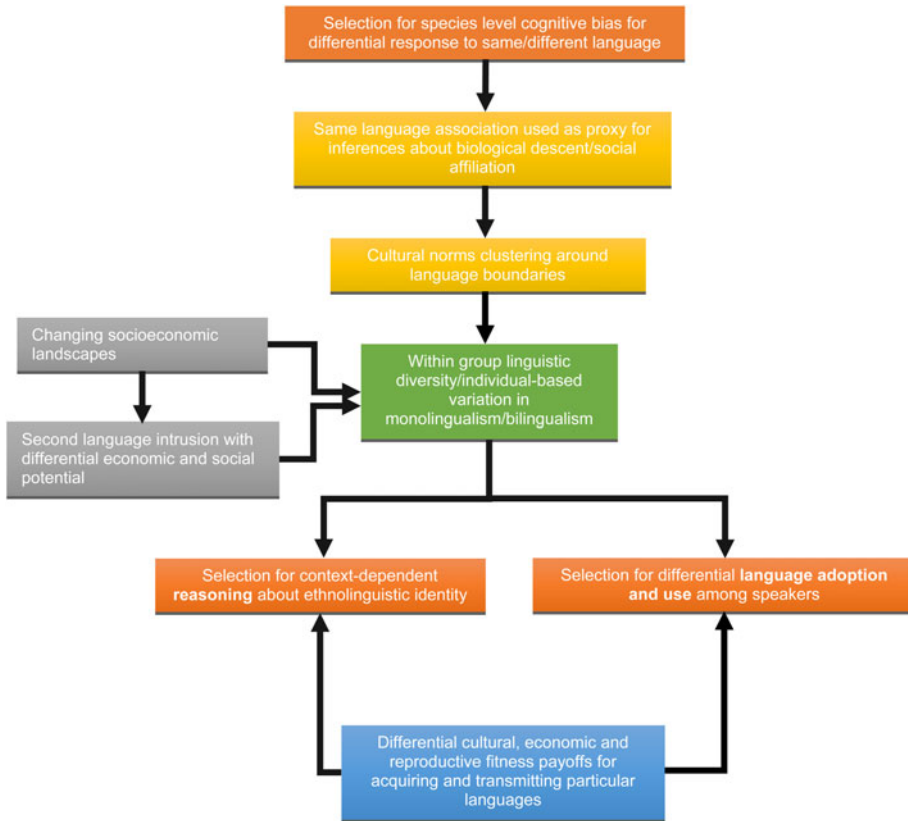 Selection for species level cognitive bias for
differential response to same/different language
Same language association used as proxy for
inferences about biological descent/social
affiliation
Cultural norms clustering around
language boundaries
Changing socioeconomic
landscapes
Within group linguistic
diversity/individual-based
variation in
monolingualism/bilingualism
Second language intrusion with
differential economic and social
potential
Selection for context-dependent
reasoning about ethnolinguistic identity
Selection for differential language adoption
and use among speakers
Differential cultural, economic and
reproductive fitness payoffs for
acquiring and transmitting particular
languages